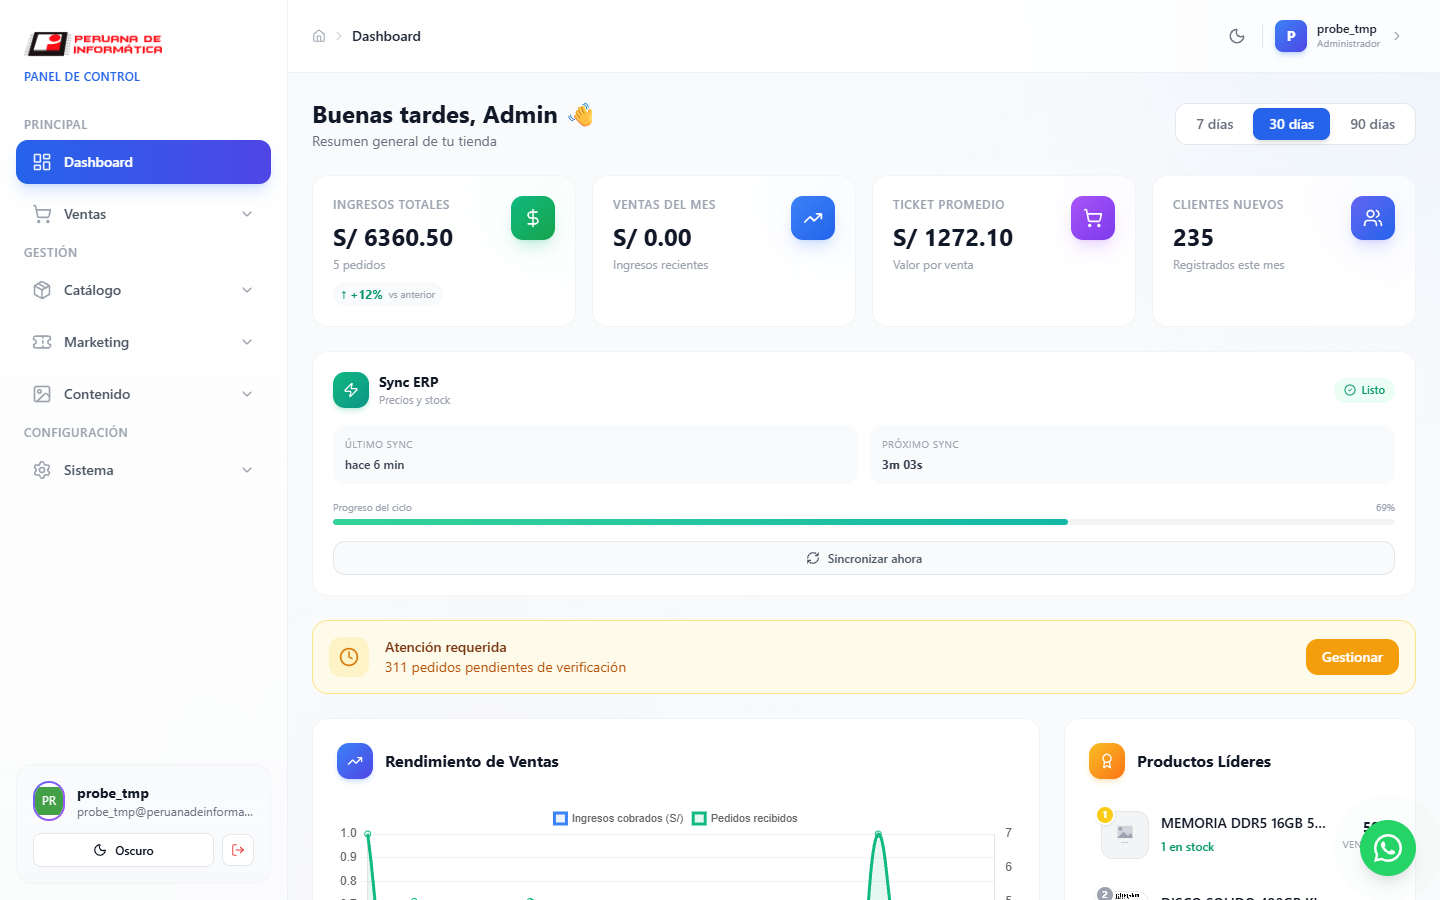 PERUANA DE
INFORMÁTICA
PANEL DE CONTROL
PRINCIPAL
Dashboard
Ventas
GESTIÓN
Catálogo
Marketing
Contenido
CONFIGURACIÓN
Sistema
PR
probe_tmp
probe_tmp@peruanadeinforma...
Oscuro
Dashboard
P
probe_tmp
Administrador
Buenas tardes, Admin
Resumen general de tu tienda
7 días
30 días
90 días
INGRESOS TOTALES
S/ 6360.50
5 pedidos
↑ +12% vs anterior
VENTAS DEL MES
S/ 0.00
Ingresos recientes
TICKET PROMEDIO
S/ 1272.10
Valor por venta
CLIENTES NUEVOS
235
Registrados este mes
Sync ERP
Precios y stock
Listo
ÚLTIMO SYNC
hace 6 min
PRÓXIMO SYNC
3m 03s
Progreso del ciclo
69%
Sincronizar ahora
Atención requerida
311 pedidos pendientes de verificación
Gestionar
Rendimiento de Ventas
Ingresos cobrados (S/)
Pedidos recibidos
1.0
0.9
0.8
7
6
Productos Líderes
1
MEMORIA DDR5 16GB 5...
1 en stock
2